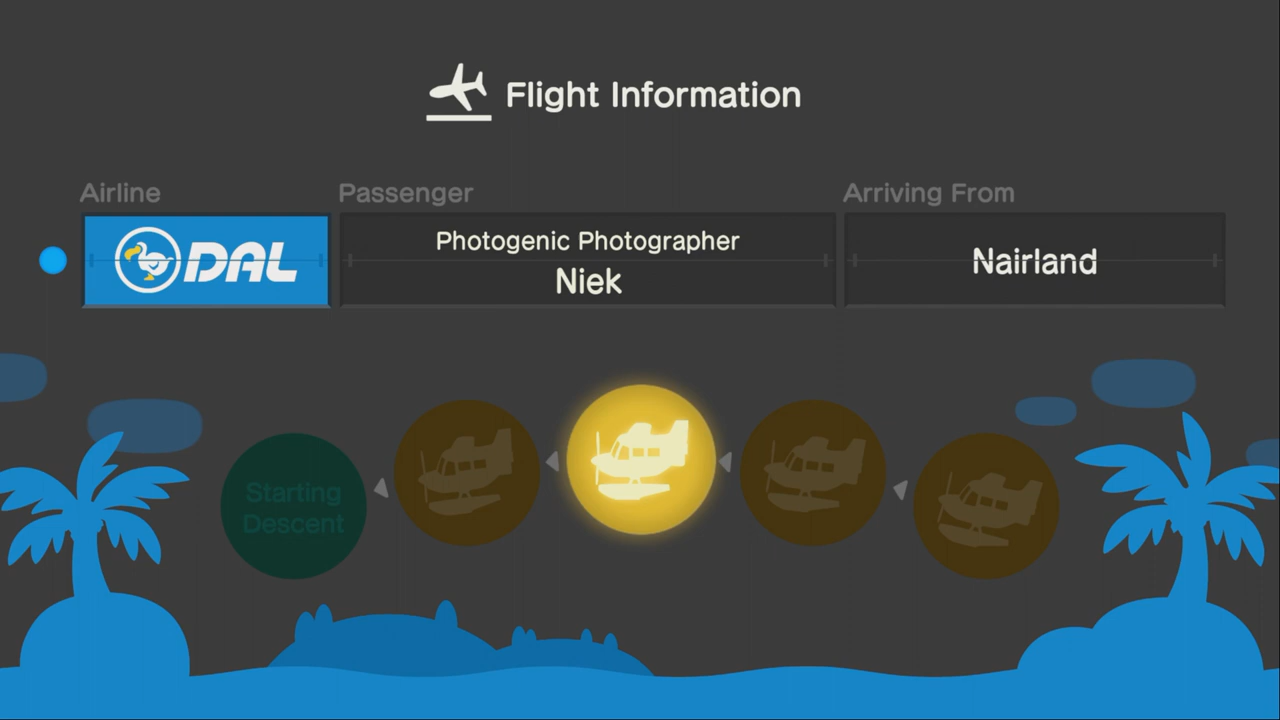 Flight Information
Airline
Passenger
Arriving From
DAL
Photogenic Photographer
Niek
Nairland
Starting
Descent